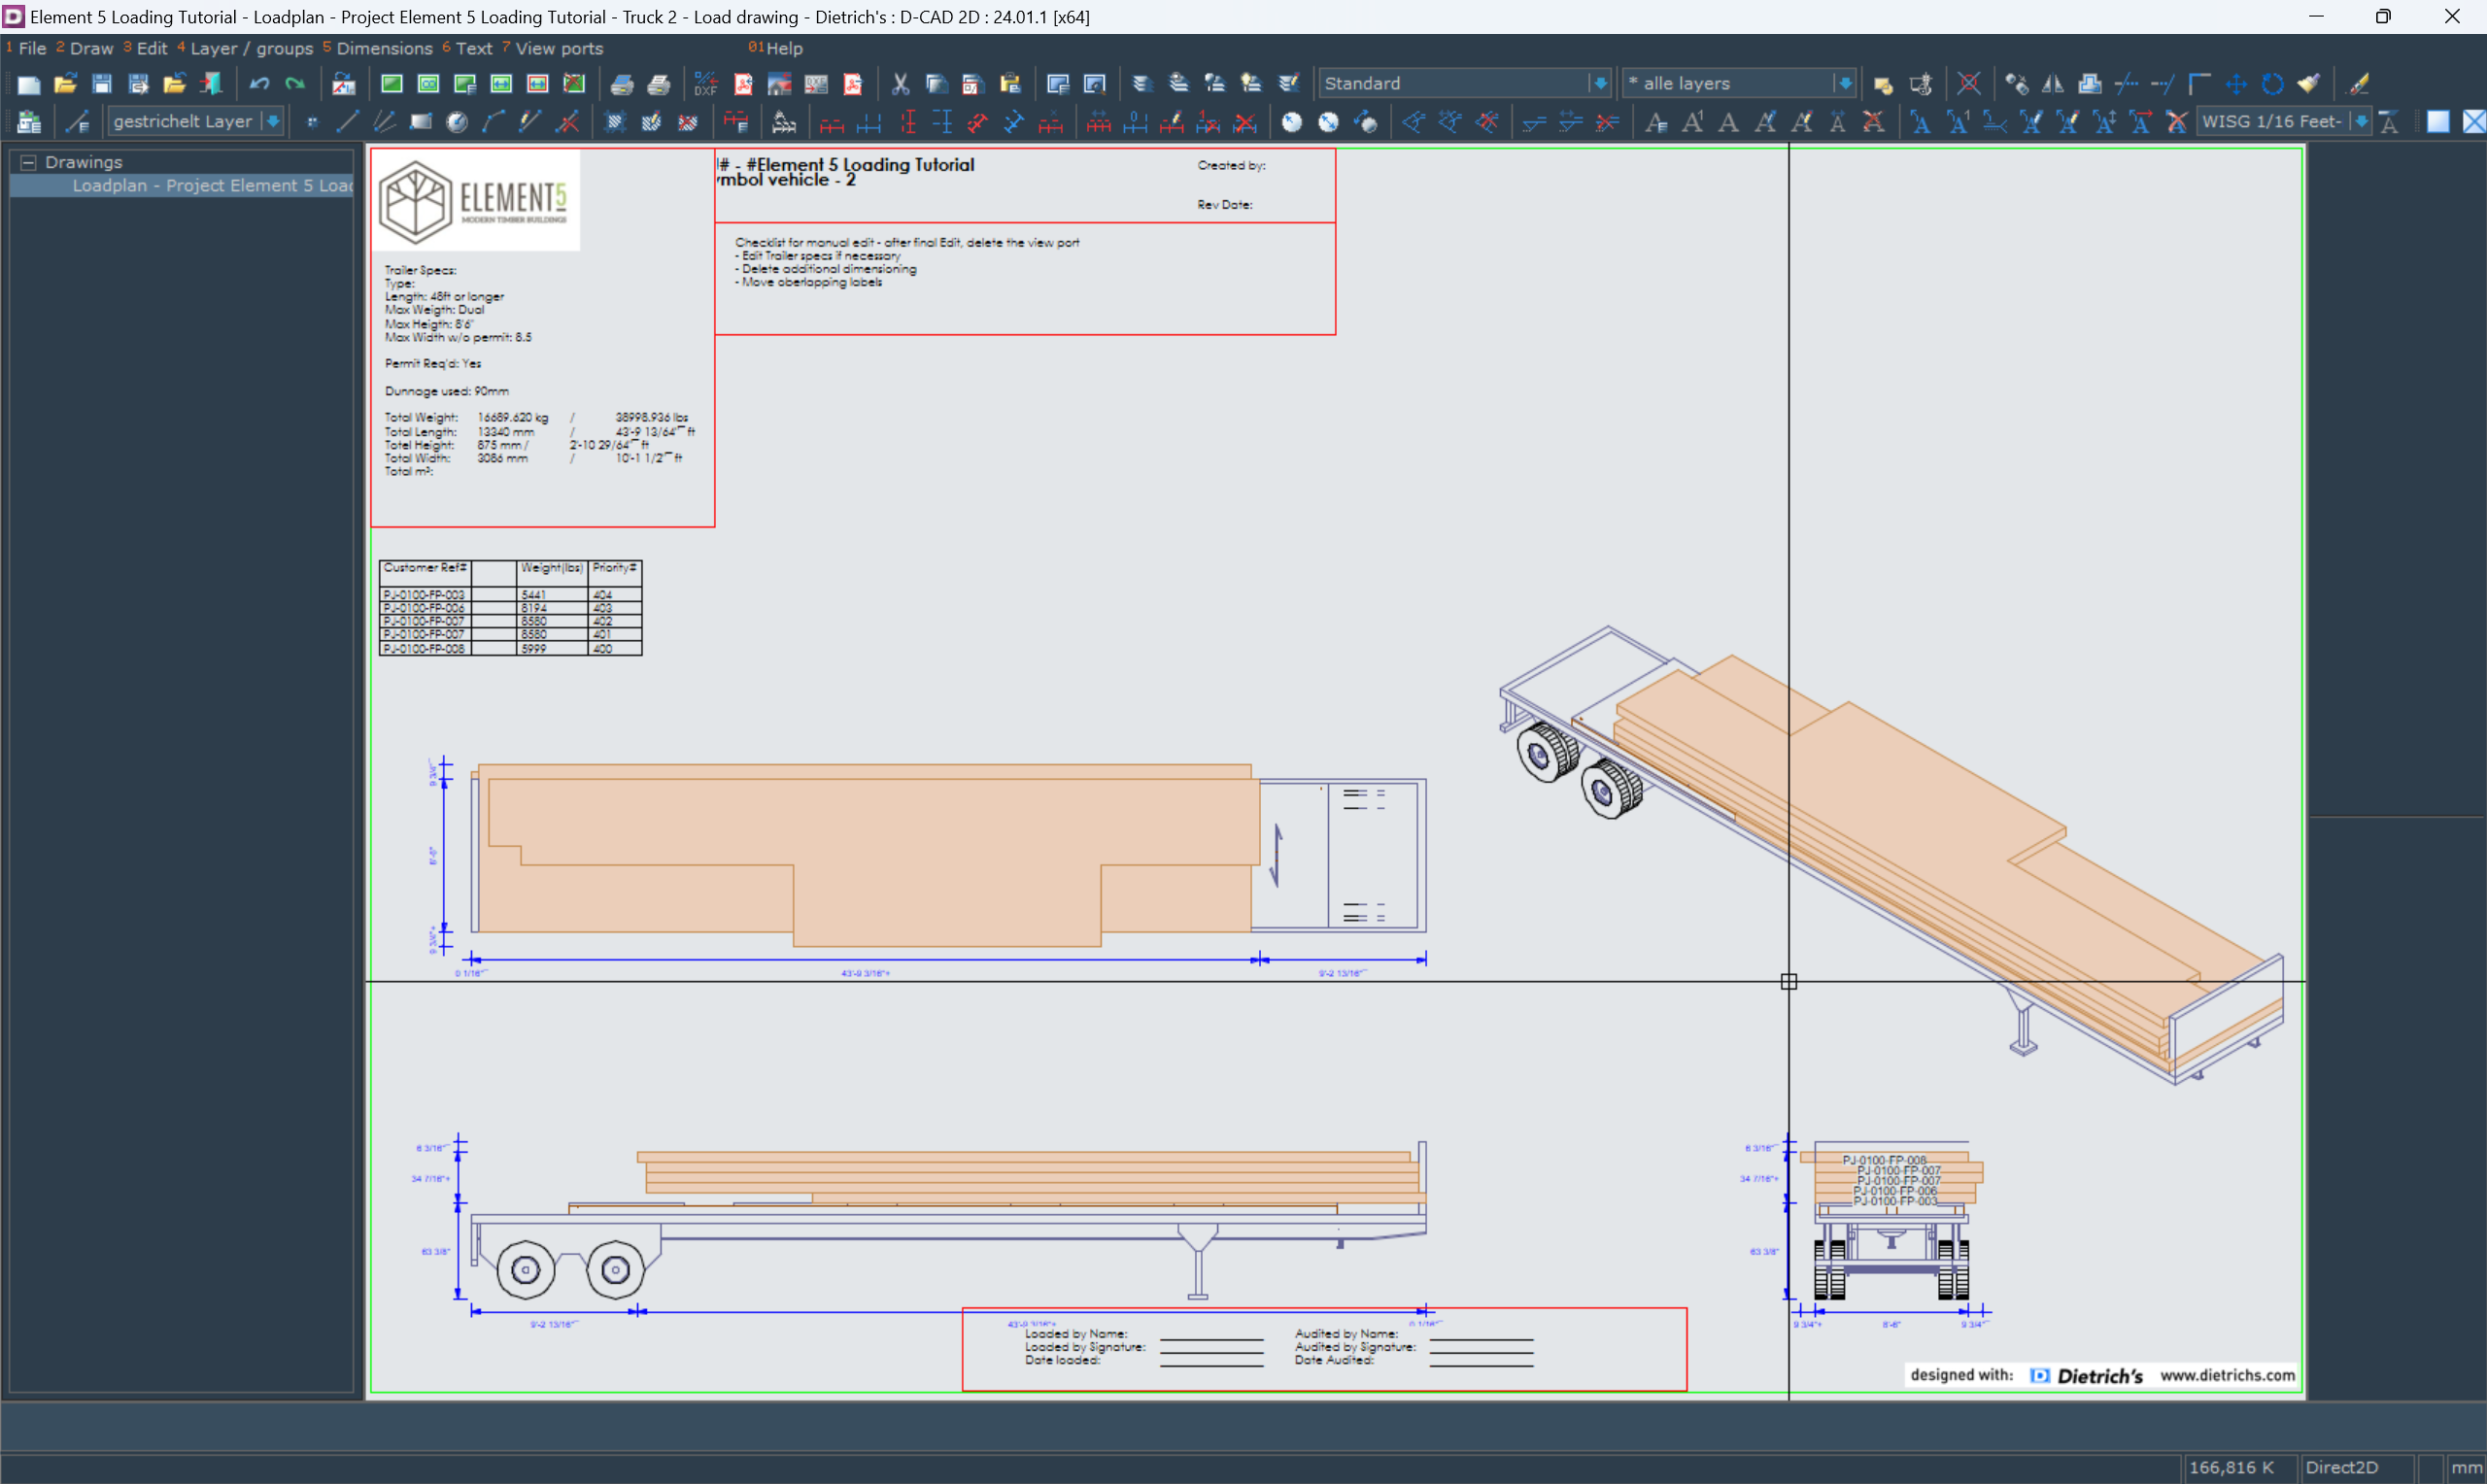 Element 5 Loading Tutorial - Loadplan - Project Element 5 Loading Tutorial - Truck 2 - Load drawing - Dietrich's : D-CAD 2D : 24.01.1 [x64]
1 File 2 Draw 3 Edit 4 Layer / groups 5 Dimensions 6 Text 7 View ports 01 Help
DXF
Standard
* alle layers
gestrichelt Layer
WISG 1/16 Feet-
Drawings
Loadplan - Project Element 5 Loa
ELEMENT5
MODERN TIMBER BUILDINGS
!# - #Element 5 Loading Tutorial
mbol vehicle - 2
Created by:
Rev Date:
Checklist for manual edit - after final Edit, delete the view port
- Edit Trailer specs if necessary
- Delete additional dimensioning
- Move oberlapping labels
Trailer Specs:
Type:
Length: 48ft or longer
Max Weigth: Dual
Max Heigth: 8'6"
Max Width w/o permit: 8.5
Permit Req'd: Yes
Dunnage used: 90mm
Total Weight: 16689.620 kg / 38998.936 lbs
Total Length: 13340 mm / 43'-9 13/64"‾ ft
Totel Height: 875 mm / 2'-10 29/64"‾ ft
Total Width: 3086 mm / 10'-1 1/2"‾ ft
Total m³:
Customer Ref# Weight(lbs) Priority#
PJ-0100-FP-003 5441 404
PJ-0100-FP-006 8194 403
PJ-0100-FP-007 8580 402
PJ-0100-FP-007 8580 401
PJ-0100-FP-008 5999 400
9 3/4"‾
8'-6"
9 3/4"+
0 1/16"‾ 43'-9 3/16"+ 9'-2 13/16"‾
6 3/16"‾
34 7/16"+
63 3/8"
9'-2 13/16"‾ 43'-9 3/16"+ 0 1/16"‾
6 3/16"‾
34 7/16"+
63 3/8"
PJ-0100-FP-008
PJ-0100-FP-007
PJ-0100-FP-007
PJ-0100-FP-006
PJ-0100-FP-003
9 3/4"+ 8'-6" 9 3/4"‾
Loaded by Name: Audited by Name:
Loaded by Signature: Audited by Signature:
Date loaded: Date Audited:
designed with: D Dietrich's www.dietrichs.com
166,816 K Direct2D mm